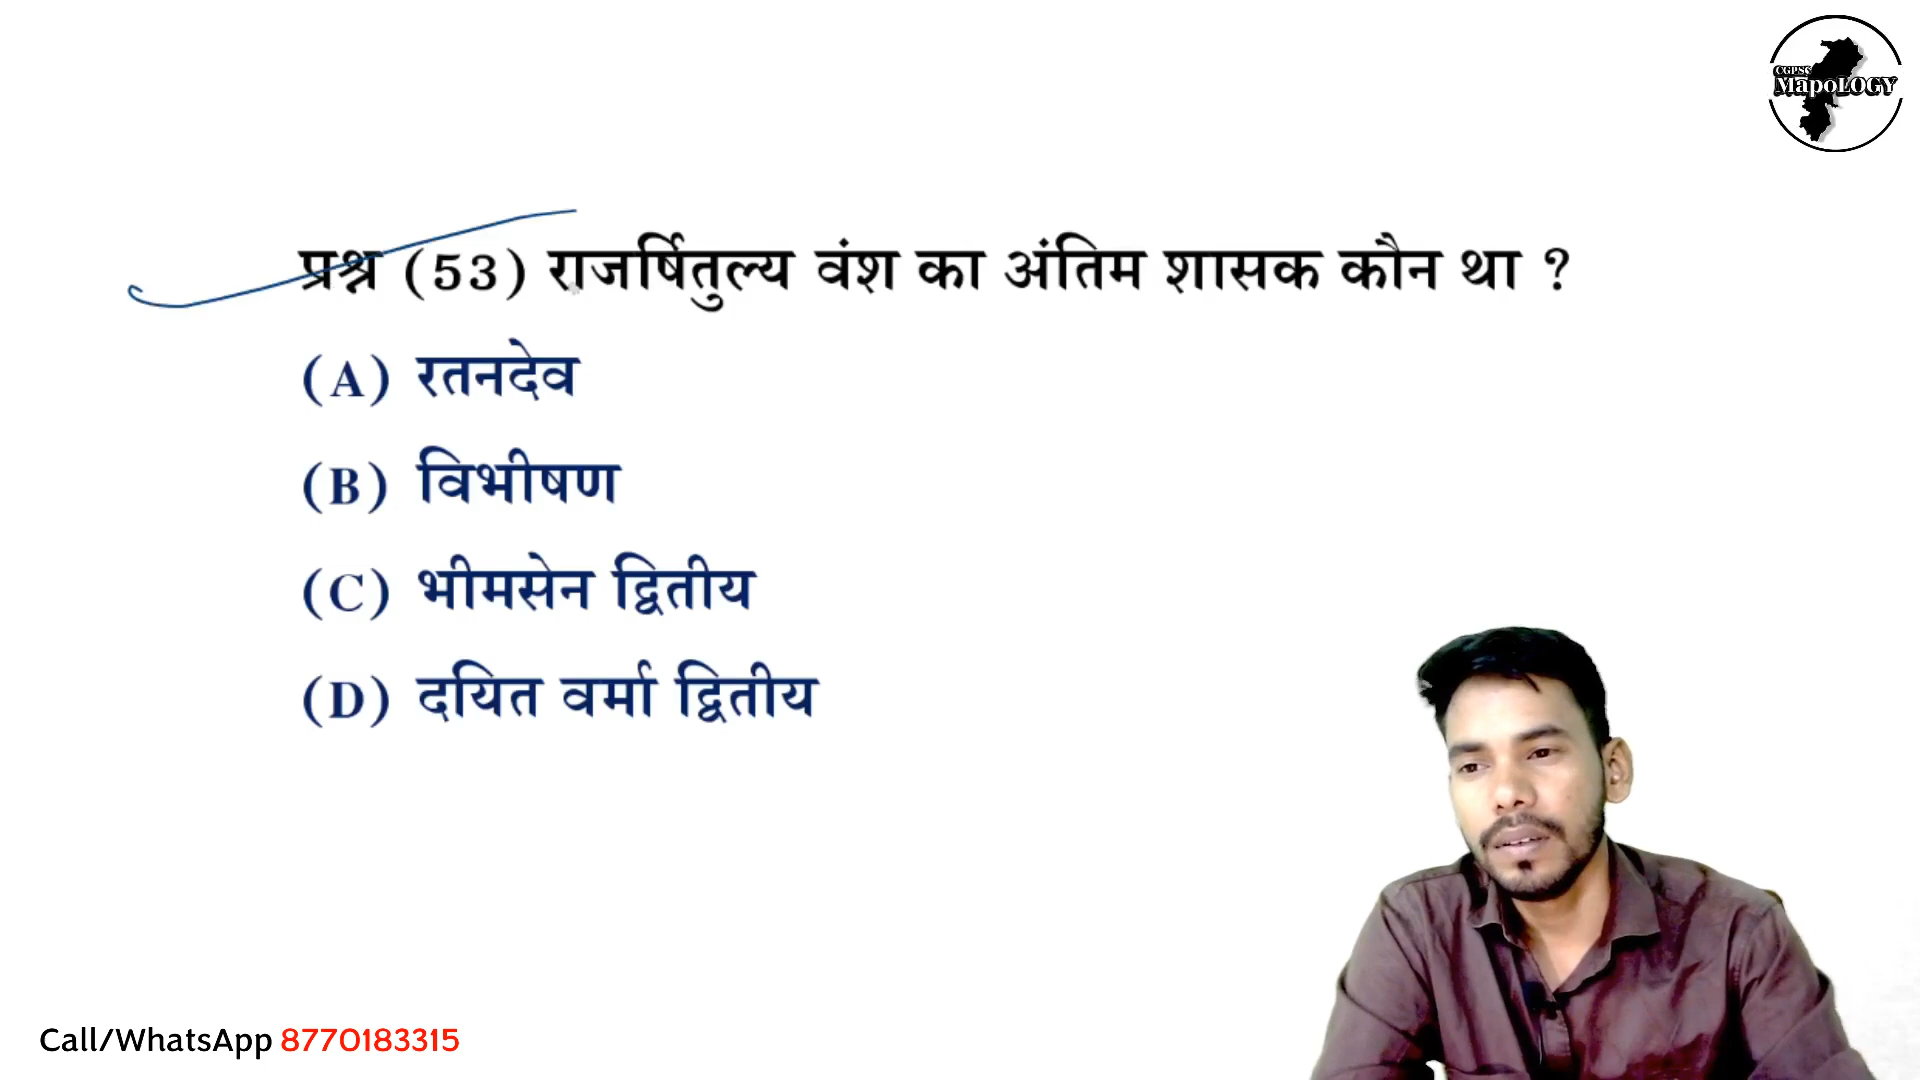 CGPSC
MapoLOGY
प्रश्न (53) राजर्षितुल्य वंश का अंतिम शासक कौन था ?
(A) रतनदेव
(B) विभीषण
(C) भीमसेन द्वितीय
(D) दयित वर्मा द्वितीय
Call/WhatsApp 8770183315